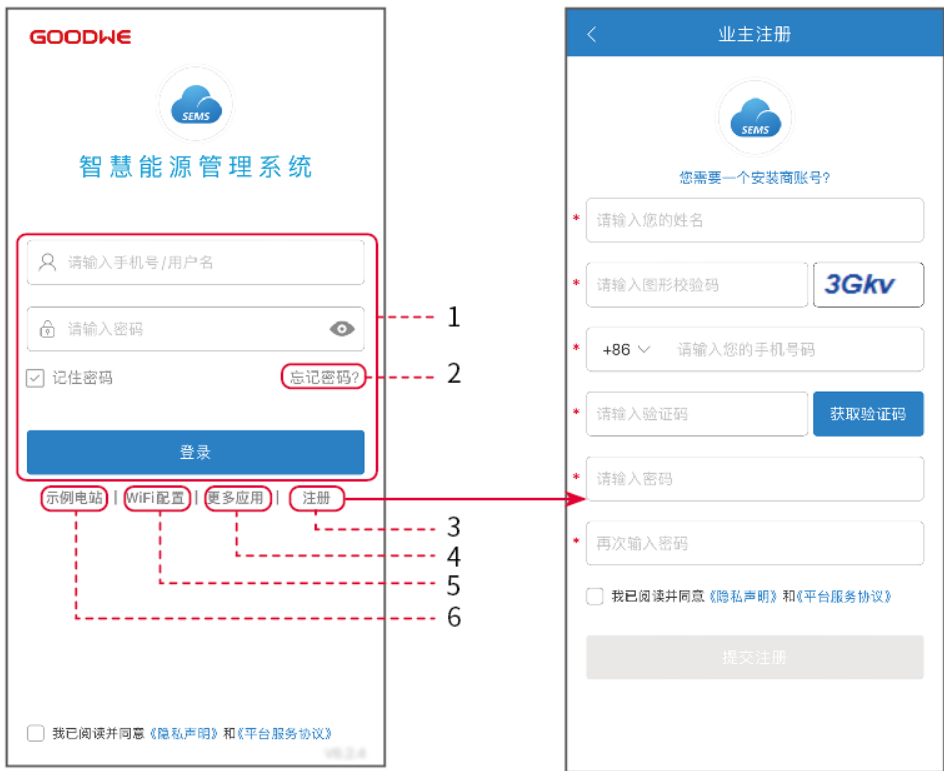 GOODWE
SEMS
智慧能源管理系统
请输入手机号/用户名
请输入密码
记住密码 忘记密码?
登录
示例电站 | WiFi配置 | 更多应用 | 注册
我已阅读并同意《隐私声明》和《平台服务协议》
V6.2.4
1
2
3
4
5
6
业主注册
SEMS
您需要一个安装商账号?
* 请输入您的姓名
* 请输入图形校验码 3Gkv
* +86 请输入您的手机号码
* 请输入验证码 获取验证码
* 请输入密码
* 再次输入密码
我已阅读并同意《隐私声明》和《平台服务协议》
提交注册